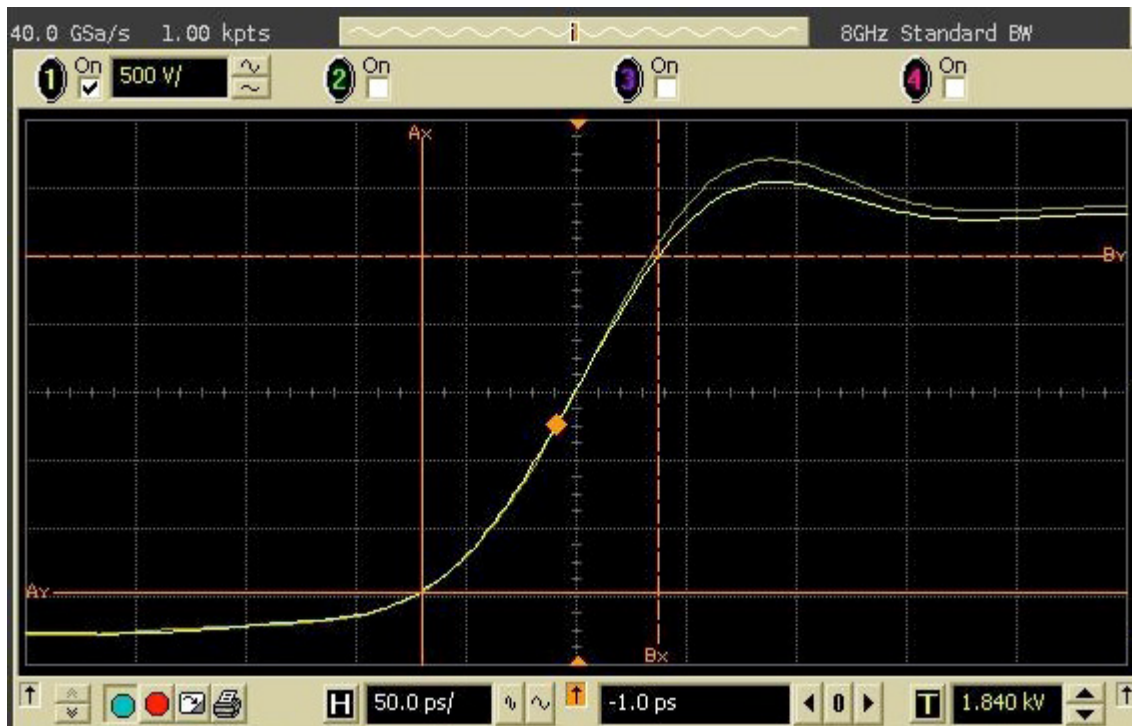 40.0 GSa/s 1.00 kpts i 8GHz Standard BW
1 On 500 V/ 2 On 3 On 4 On
Ax
By
Ay
Bx
H 50.0 ps/ -1.0 ps 0 T 1.840 kV